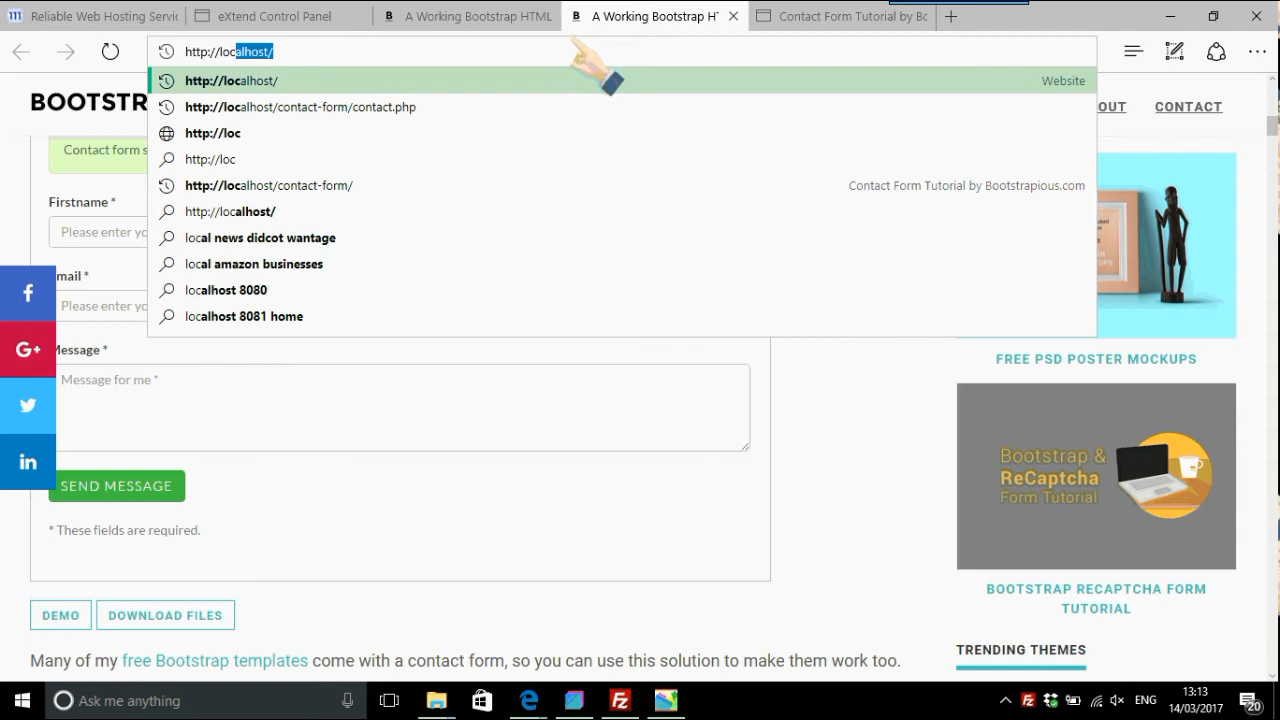 Reliable Web Hosting Servic
eXtend Control Panel
A Working Bootstrap HTML
A Working Bootstrap HT
Contact Form Tutorial by Bo
http://localhost/
http://localhost/
Website
http://localhost/contact-form/contact.php
http://loc
http://loc
http://localhost/contact-form/
Contact Form Tutorial by Bootstrapious.com
http://localhost/
local news didcot wantage
local amazon businesses
localhost 8080
localhost 8081 home
BOOTSTRA
OUT
CONTACT
Contact form s
Firstname *
Please enter yo
mail *
Please enter yo
Message *
Message for me *
SEND MESSAGE
* These fields are required.
DEMO
DOWNLOAD FILES
Many of my free Bootstrap templates come with a contact form, so you can use this solution to make them work too.
FREE PSD POSTER MOCKUPS
Bootstrap &
ReCaptcha
Form Tutorial
BOOTSTRAP RECAPTCHA FORM
TUTORIAL
TRENDING THEMES
Ask me anything
ENG
13:13
14/03/2017
20